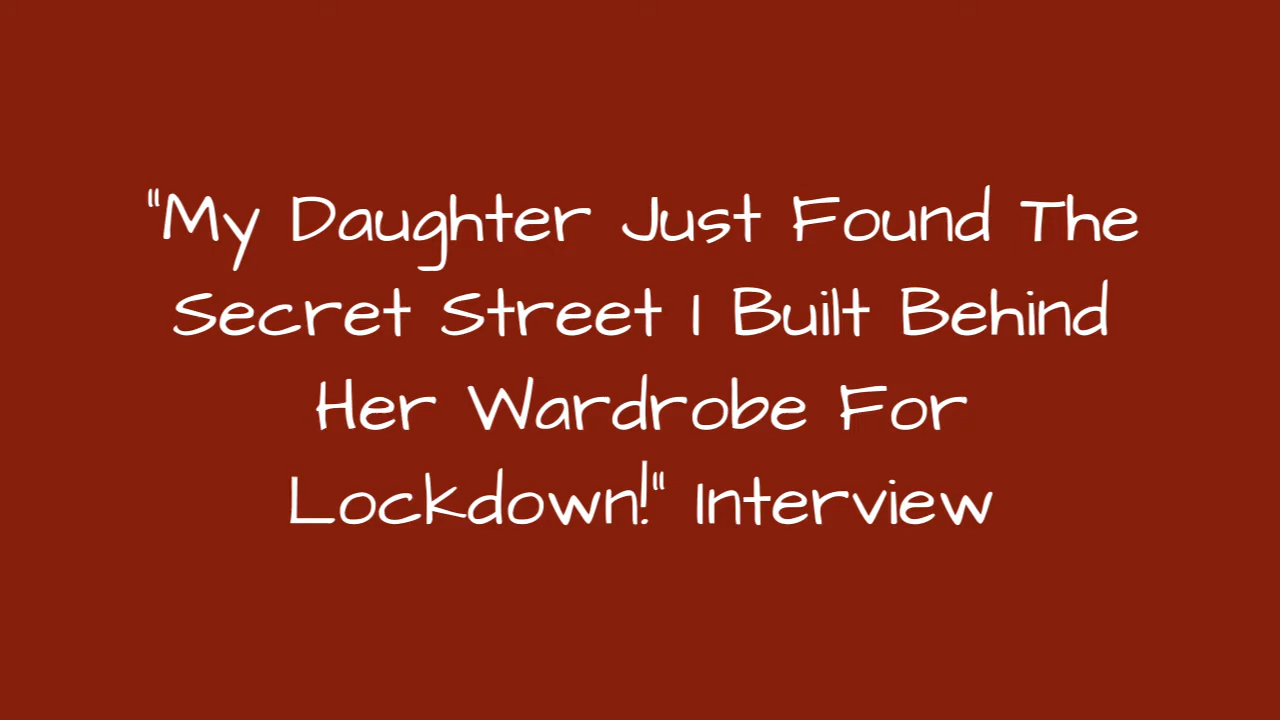 "My Daughter Just Found The
Secret Street I Built Behind
Her Wardrobe For
Lockdown!" Interview